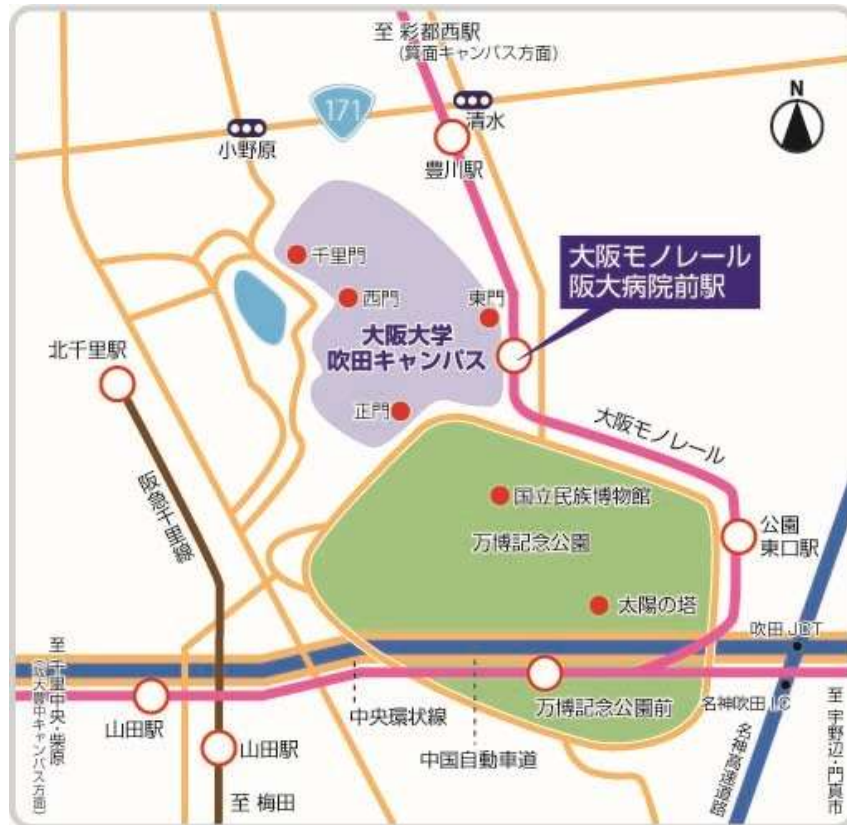 至 彩都西駅
(箕面キャンパス方面)
N
171
清水
小野原
豊川駅
千里門
大阪モノレール
阪大病院前駅
西門
東門
大阪大学
吹田キャンパス
北千里駅
正門
大阪モノレール
阪急千里線
国立民族博物館
公園
東口駅
万博記念公園
太陽の塔
吹田 JCT
至 千里中央・柴原
(阪大豊中キャンパス方面)
山田駅
中央環状線
万博記念公園前
名神吹田 I.C
山田駅
中国自動車道
名神高速道路
至 宇野辺・門真市
至 梅田